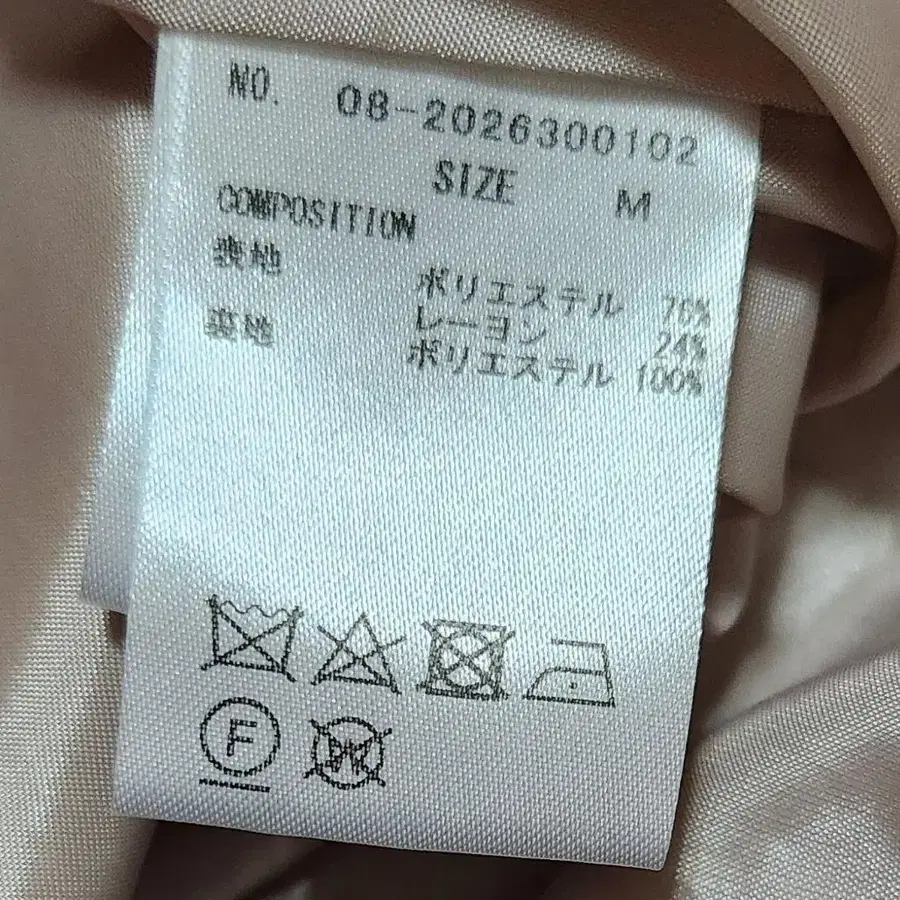 NO. 08-2026300102
SIZE M
COMPOSITION
表地 ポリエステル 76%
レーヨン 24%
裏地 ポリエステル 100%
F
W